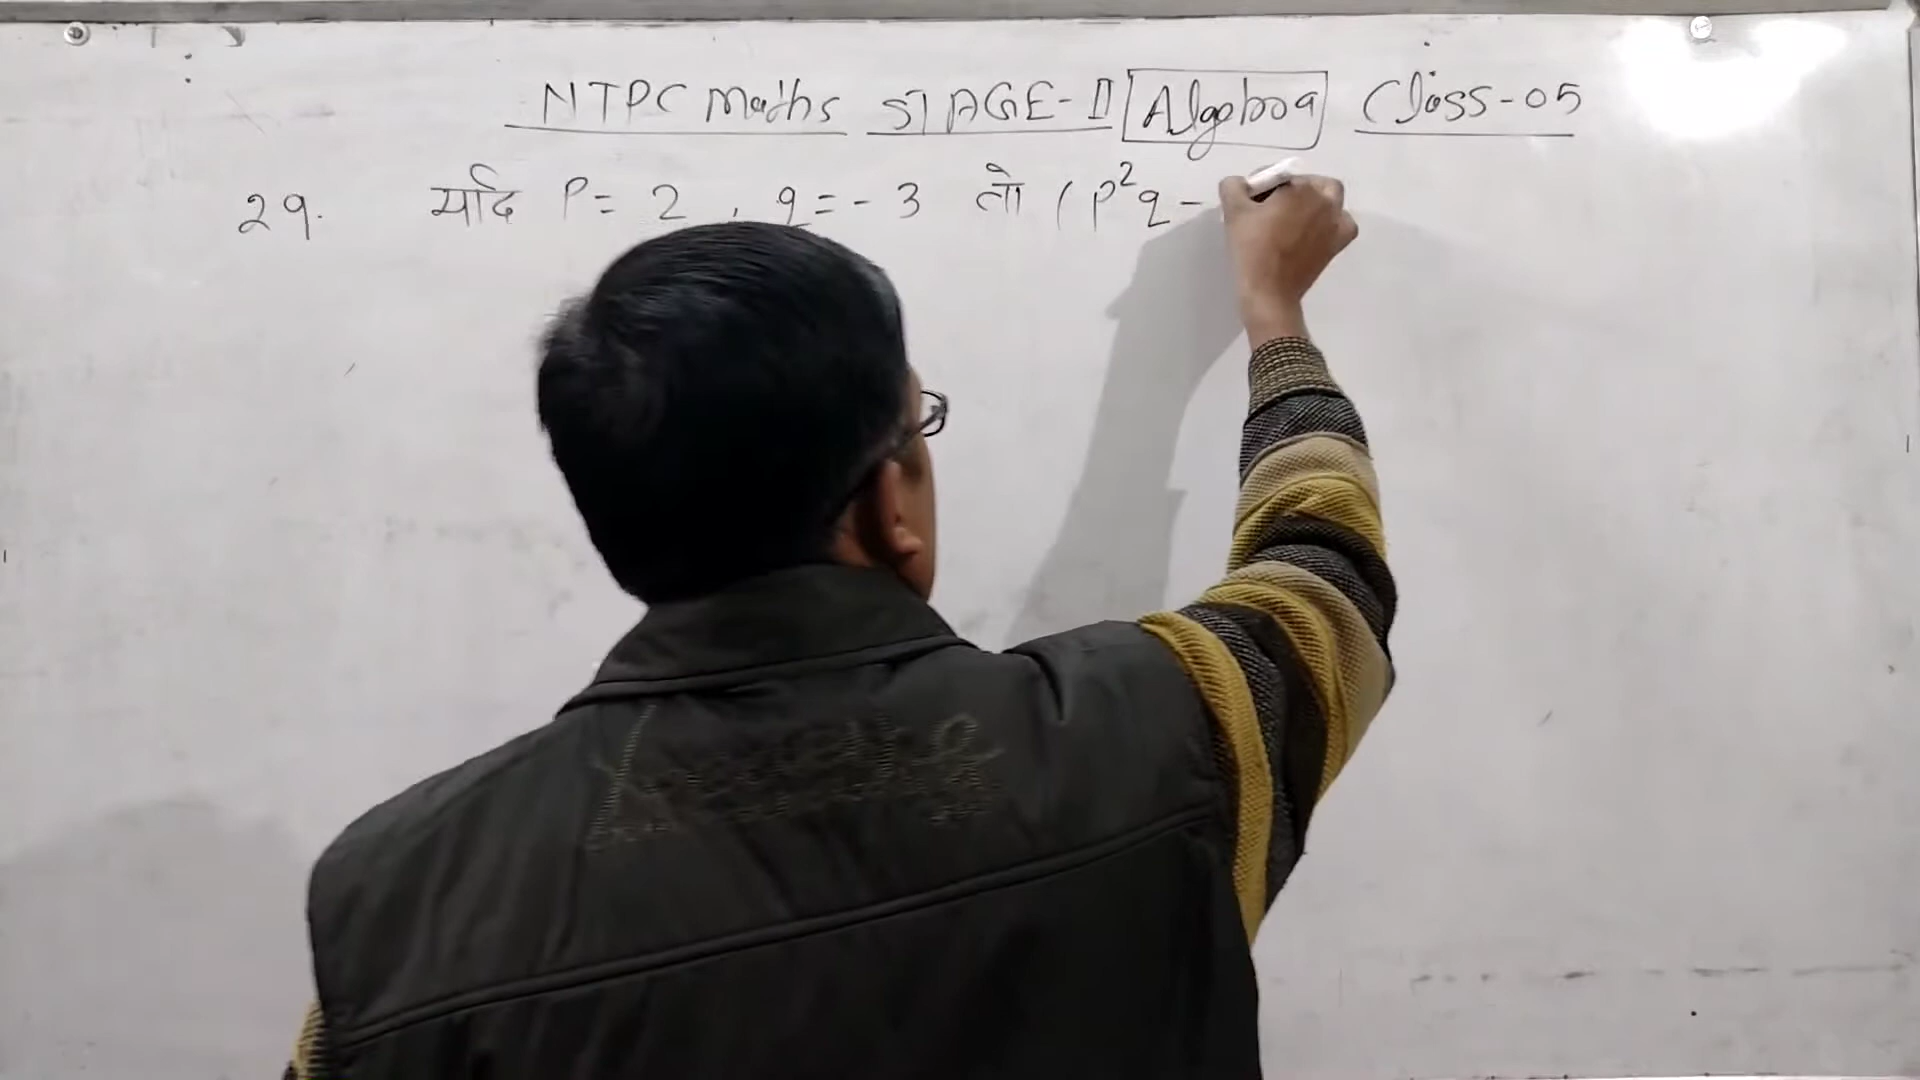 NTPC Maths STAGE-II Algebra Class-05
29. यदि P = 2 , q = - 3 तो ( p²q -